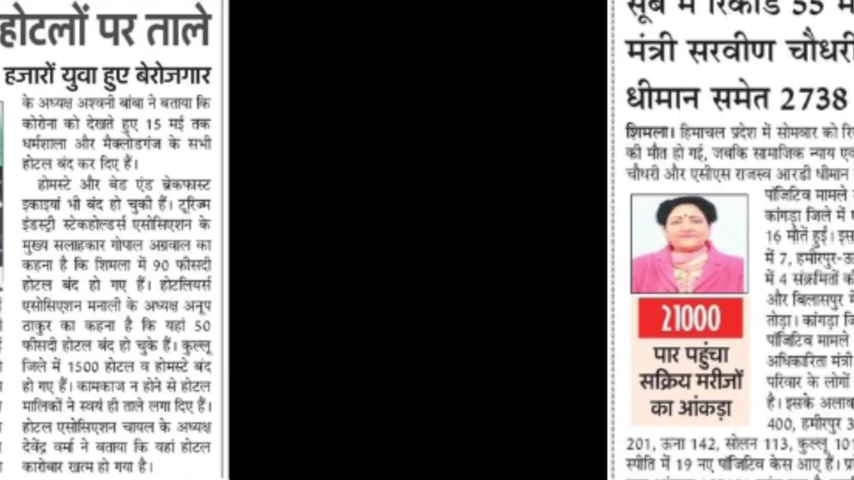 होटलों पर ताले
हजारों युवा हुए बेरोजगार
के अध्यक्ष अश्वनी बांबा ने बताया कि
कोरोना को देखते हुए 15 मई तक
धर्मशाला और मैक्लोडगंज के सभी
होटल बंद कर दिए हैं।
होमस्टे और बेड एंड ब्रेकफास्ट
इकाइयां भी बंद हो चुकी हैं। टूरिज्म
इंडस्ट्री स्टेकहोल्डर्स एसोसिएशन के
मुख्य सलाहकार गोपाल अग्रवाल का
कहना है कि शिमला में 90 फीसदी
होटल बंद हो गए हैं। होटलियर्स
एसोसिएशन मनाली के अध्यक्ष अनूप
ठाकुर का कहना है कि यहां 50
फीसदी होटल बंद हो चुके हैं। कुल्लू
जिले में 1500 होटल व होमस्टे बंद
हो गए हैं। कामकाज न होने से होटल
मालिकों ने स्वयं ही ताले लगा दिए हैं।
होटल एसोसिएशन चायल के अध्यक्ष
देवेंद्र वर्मा ने बताया कि यहां होटल
कारोबार खत्म हो गया है।
सूबे में रिकॉर्ड 55
मंत्री सरवीण चौधरी
धीमान समेत 2738
शिमला। हिमाचल प्रदेश में सोमवार को
की मौत हो गई, जबकि सामाजिक न्याय
चौधरी और एसीएस राजस्व आरडी धीमान
पॉजिटिव मामले
कांगड़ा जिले में
16 मौतें हुईं। इस
में 7, हमीरपुर-ऊ
में 4 संक्रमितों की
और बिलासपुर में
तोड़ा। कांगड़ा जि
पॉजिटिव मामले
अधिकारिता मंत्री
परिवार के लोगों
है। इसके अलाव
400, हमीरपुर 3
21000
पार पहुंचा
सक्रिय मरीजों
का आंकड़ा
201, ऊना 142, सोलन 113, कुल्लू 101
स्पीति में 19 नए पॉजिटिव केस आए हैं।